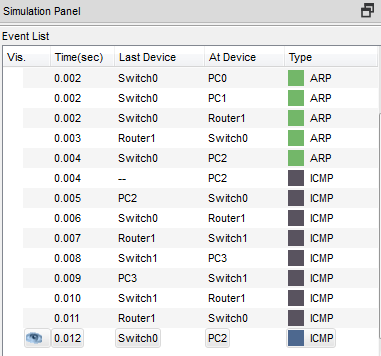 Simulation Panel
Event List
Vis. Time(sec) Last Device At Device Type
0.002 Switch0 PC0 ARP
0.002 Switch0 PC1 ARP
0.002 Switch0 Router1 ARP
0.003 Router1 Switch0 ARP
0.004 Switch0 PC2 ARP
0.004 -- PC2 ICMP
0.005 PC2 Switch0 ICMP
0.006 Switch0 Router1 ICMP
0.007 Router1 Switch1 ICMP
0.008 Switch1 PC3 ICMP
0.009 PC3 Switch1 ICMP
0.010 Switch1 Router1 ICMP
0.011 Router1 Switch0 ICMP
0.012 Switch0 PC2 ICMP